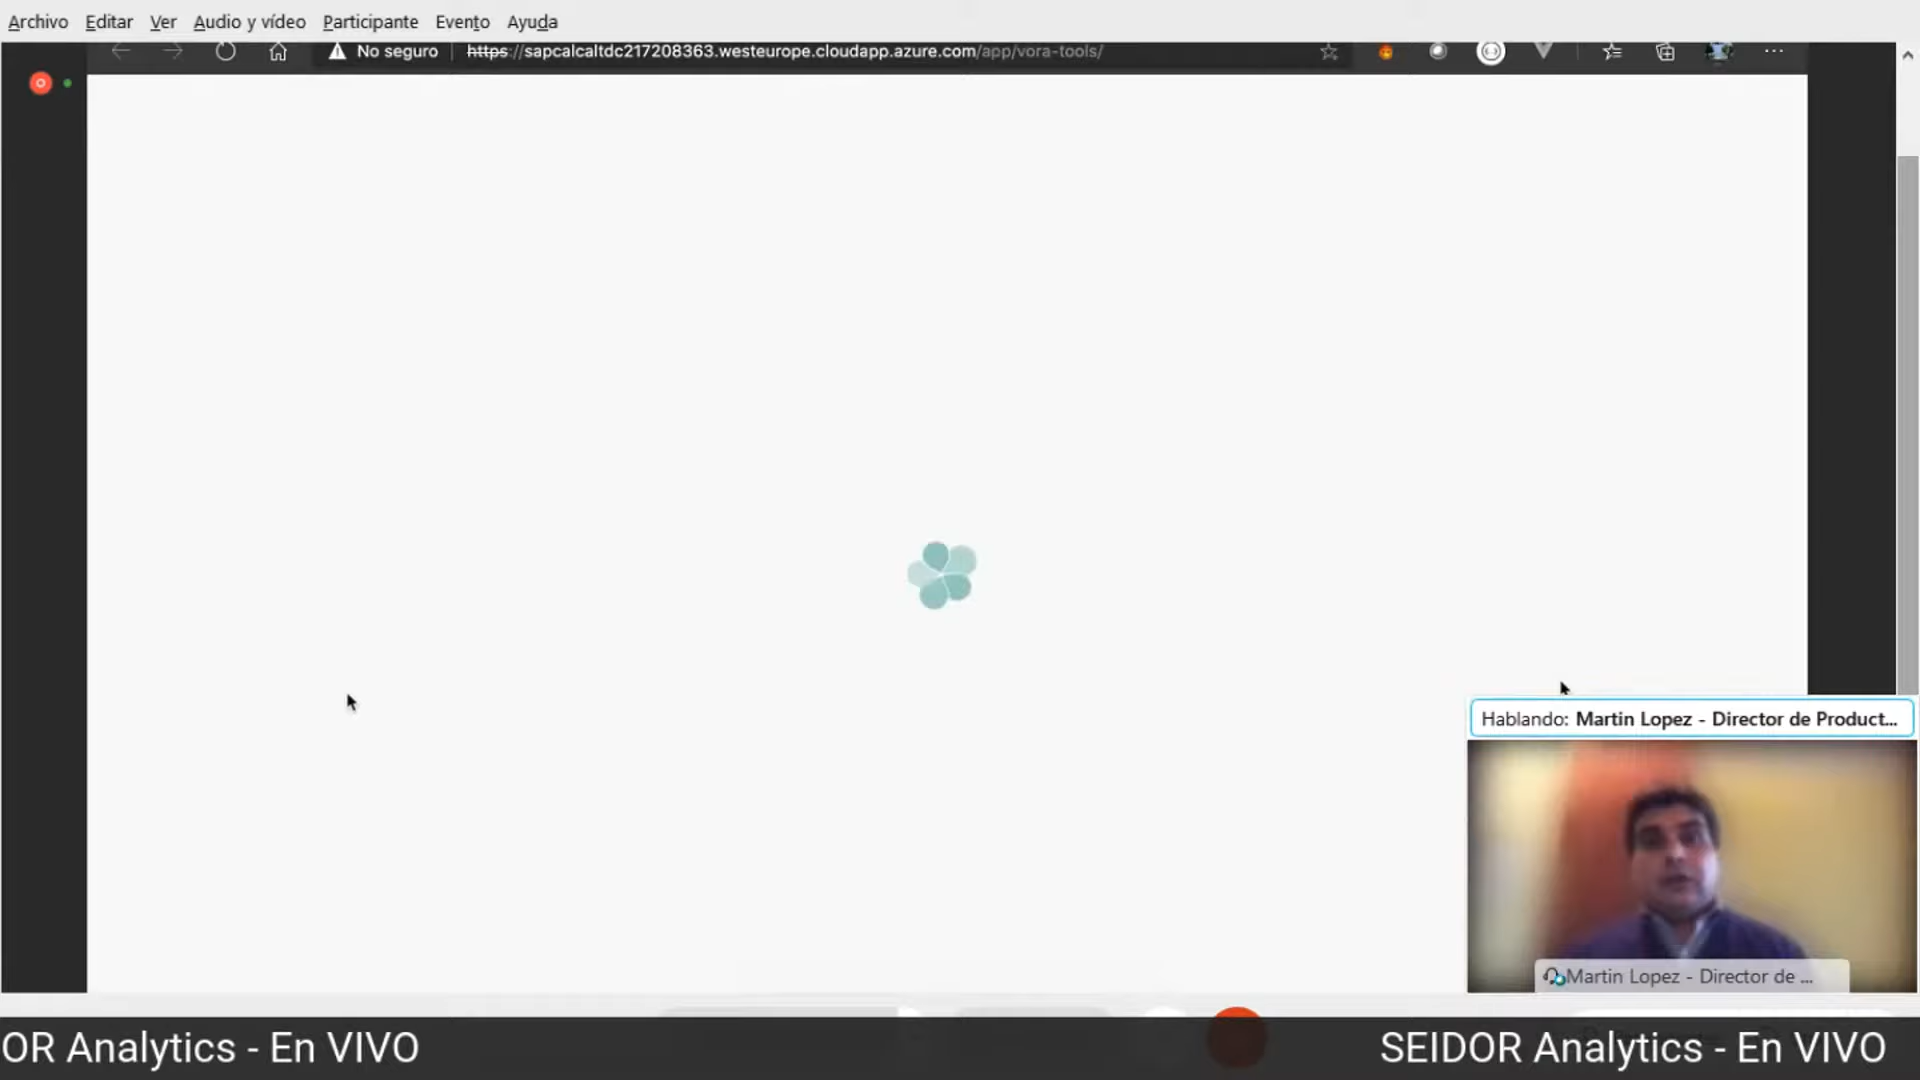 Archivo Editar Ver Audio y vídeo Participante Evento Ayuda
No seguro https://sapcalcaltdc217208363.westeurope.cloudapp.azure.com/app/vora-tools/
Hablando: Martin Lopez - Director de Product...
Martin Lopez - Director de ...
OR Analytics - En VIVO
SEIDOR Analytics - En VIVO